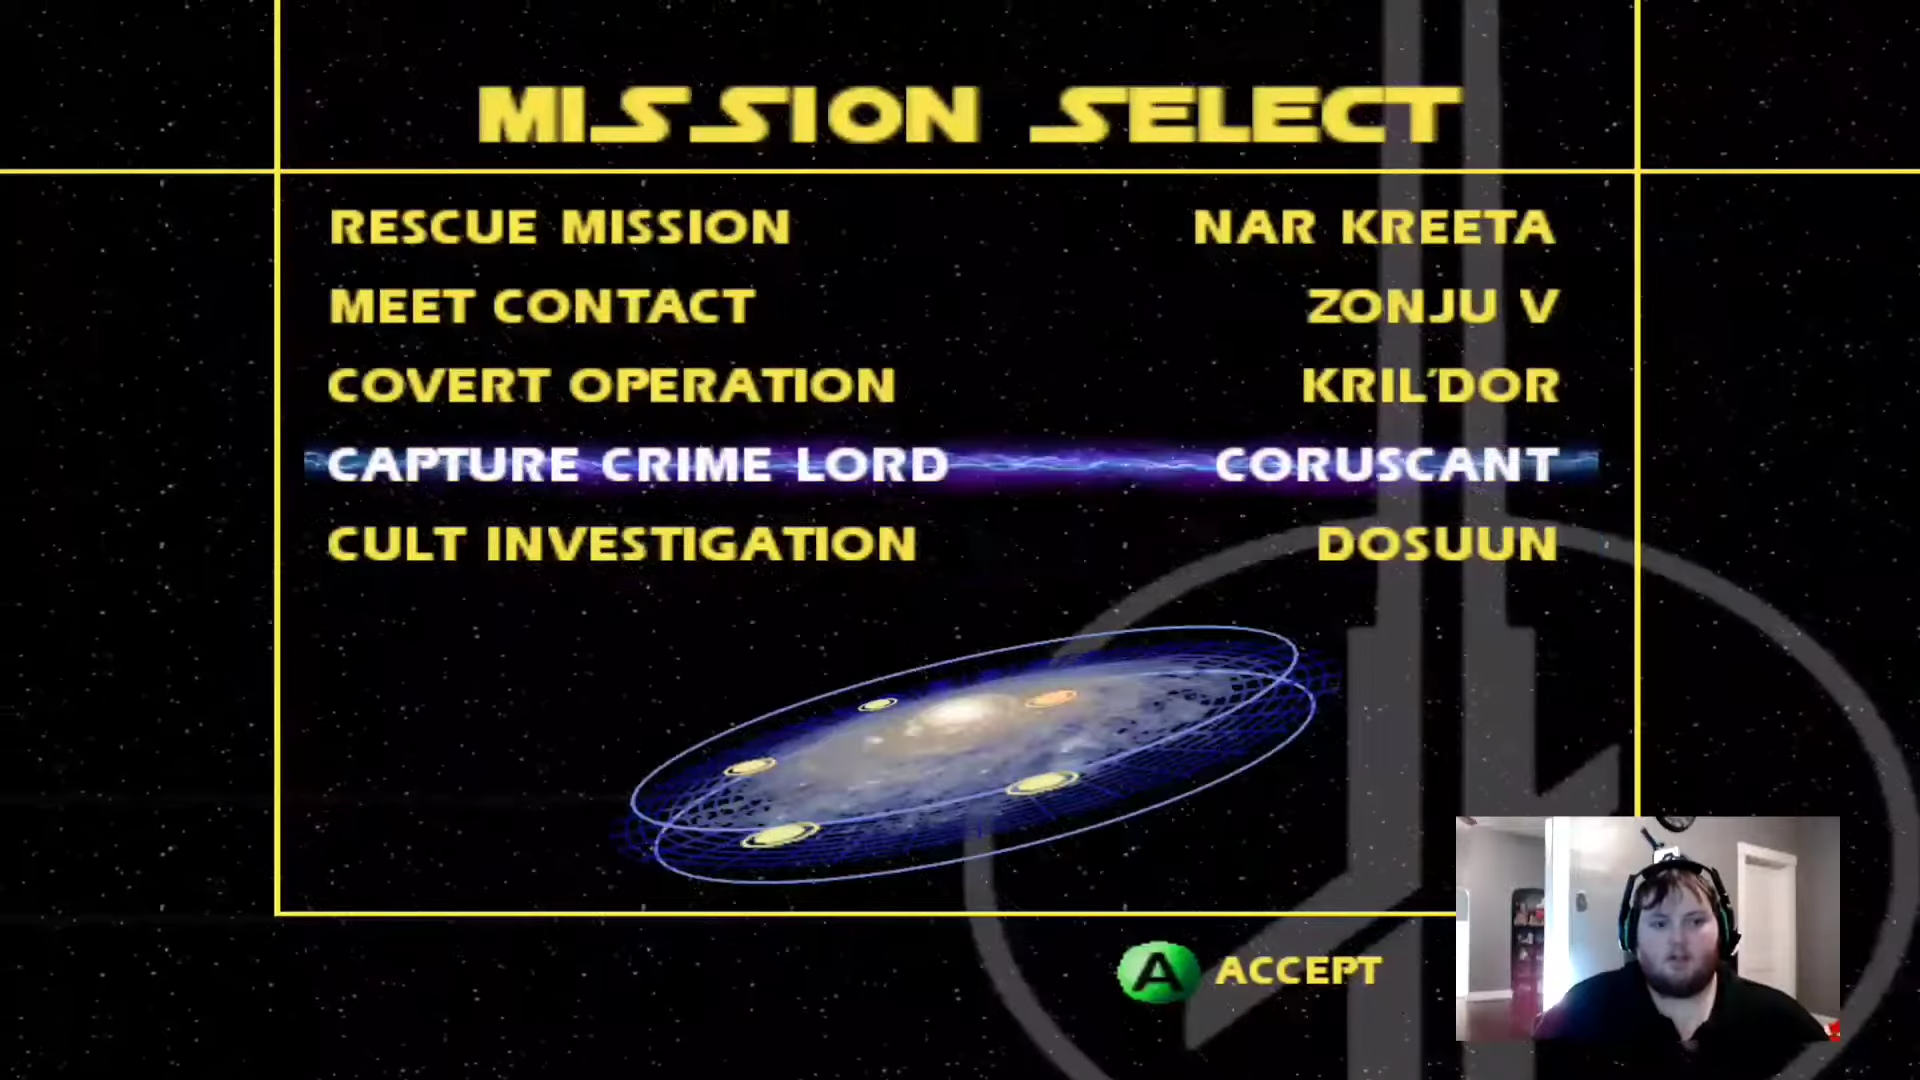 MISSION SELECT
RESCUE MISSION NAR KREETA
MEET CONTACT ZONJU V
COVERT OPERATION KRIL'DOR
CAPTURE CRIME LORD CORUSCANT
CULT INVESTIGATION DOSUUN
A ACCEPT